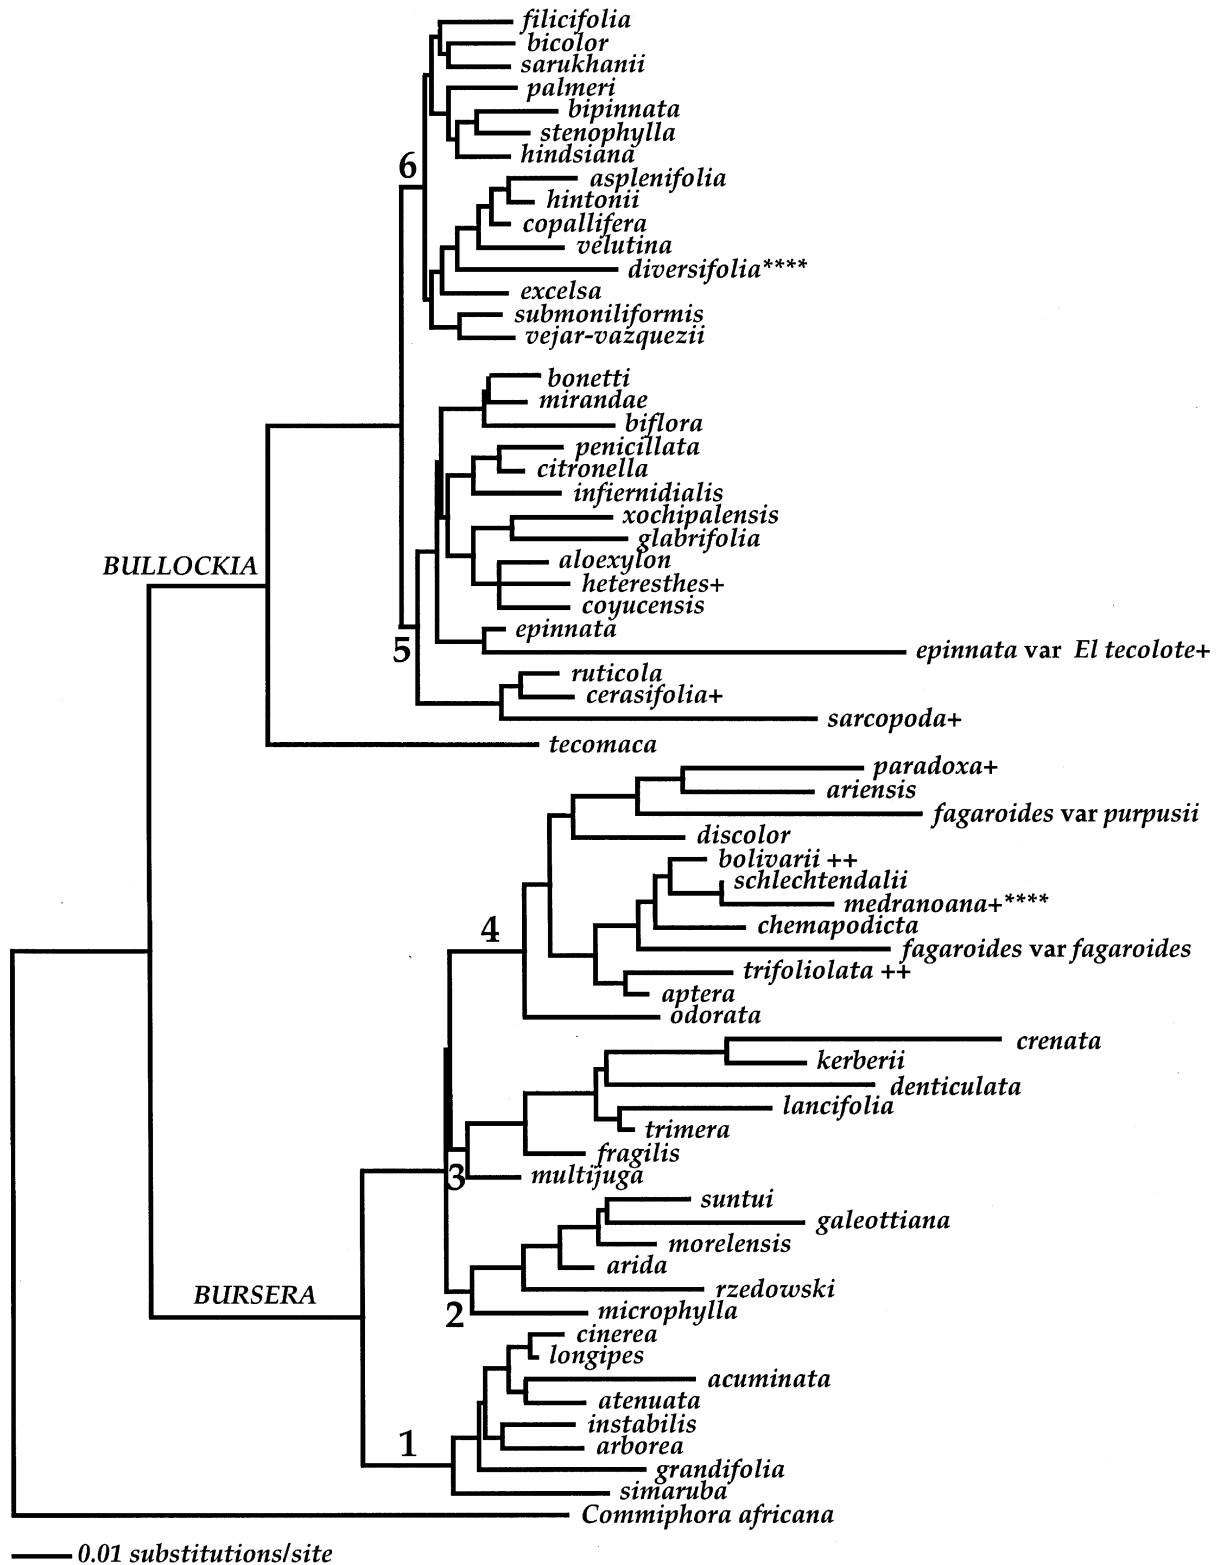 filicifolia
bicolor
sarukhanii
palmeri
bipinnata
stenophylla
hindsiana
6
asplenifolia
hintonii
copallifera
velutina
diversifolia****
excelsa
submoniliformis
vejar-vazquezii
bonetti
mirandae
biflora
penicillata
citronella
infiernidialis
xochipalensis
glabrifolia
aloexylon
BULLOCKIA
heteresthes+
coyucensis
epinnata
5
epinnata var El tecolote+
ruticola
cerasifolia+
sarcopoda+
tecomaca
paradoxa+
ariensis
fagaroides var purpusii
discolor
bolivarii ++
schlechtendalii
medranoana+****
chemapodicta
4
fagaroides var fagaroides
trifoliolata ++
aptera
odorata
crenata
kerberii
denticulata
lancifolia
trimera
fragilis
3
multijuga
suntui
galeottiana
morelensis
arida
rzedowski
BURSERA
microphylla
2
cinerea
longipes
acuminata
atenuata
instabilis
1
arborea
grandifolia
simaruba
Commiphora africana
0.01 substitutions/site